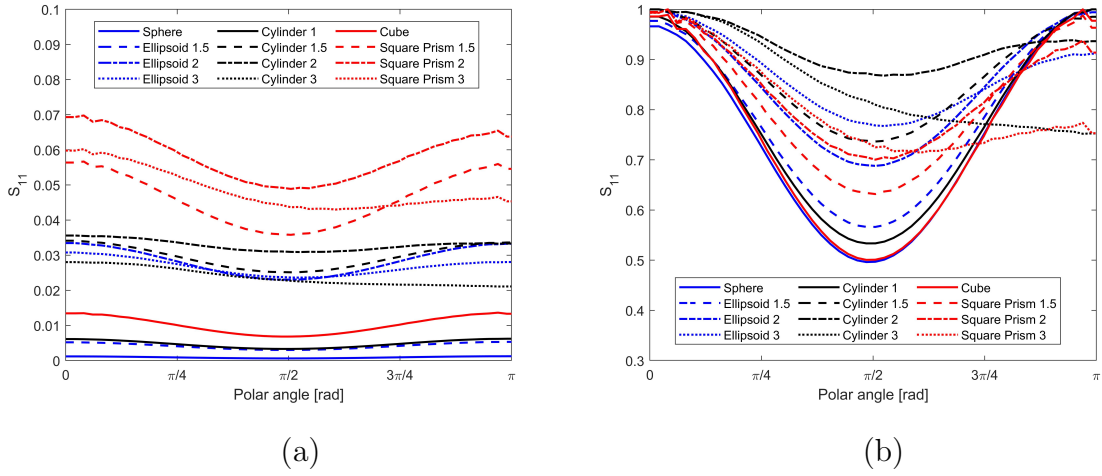 0.1
0.09
0.08
0.07
0.06
0.05
0.04
0.03
0.02
0.01
0
S11
Sphere
Ellipsoid 1.5
Ellipsoid 2
Ellipsoid 3
Cylinder 1
Cylinder 1.5
Cylinder 2
Cylinder 3
Cube
Square Prism 1.5
Square Prism 2
Square Prism 3
0 π/4 π/2 3π/4 π
Polar angle [rad]
(a)
1
0.9
0.8
0.7
0.6
0.5
0.4
0.3
S11
Sphere
Ellipsoid 1.5
Ellipsoid 2
Ellipsoid 3
Cylinder 1
Cylinder 1.5
Cylinder 2
Cylinder 3
Cube
Square Prism 1.5
Square Prism 2
Square Prism 3
0 π/4 π/2 3π/4 π
Polar angle [rad]
(b)